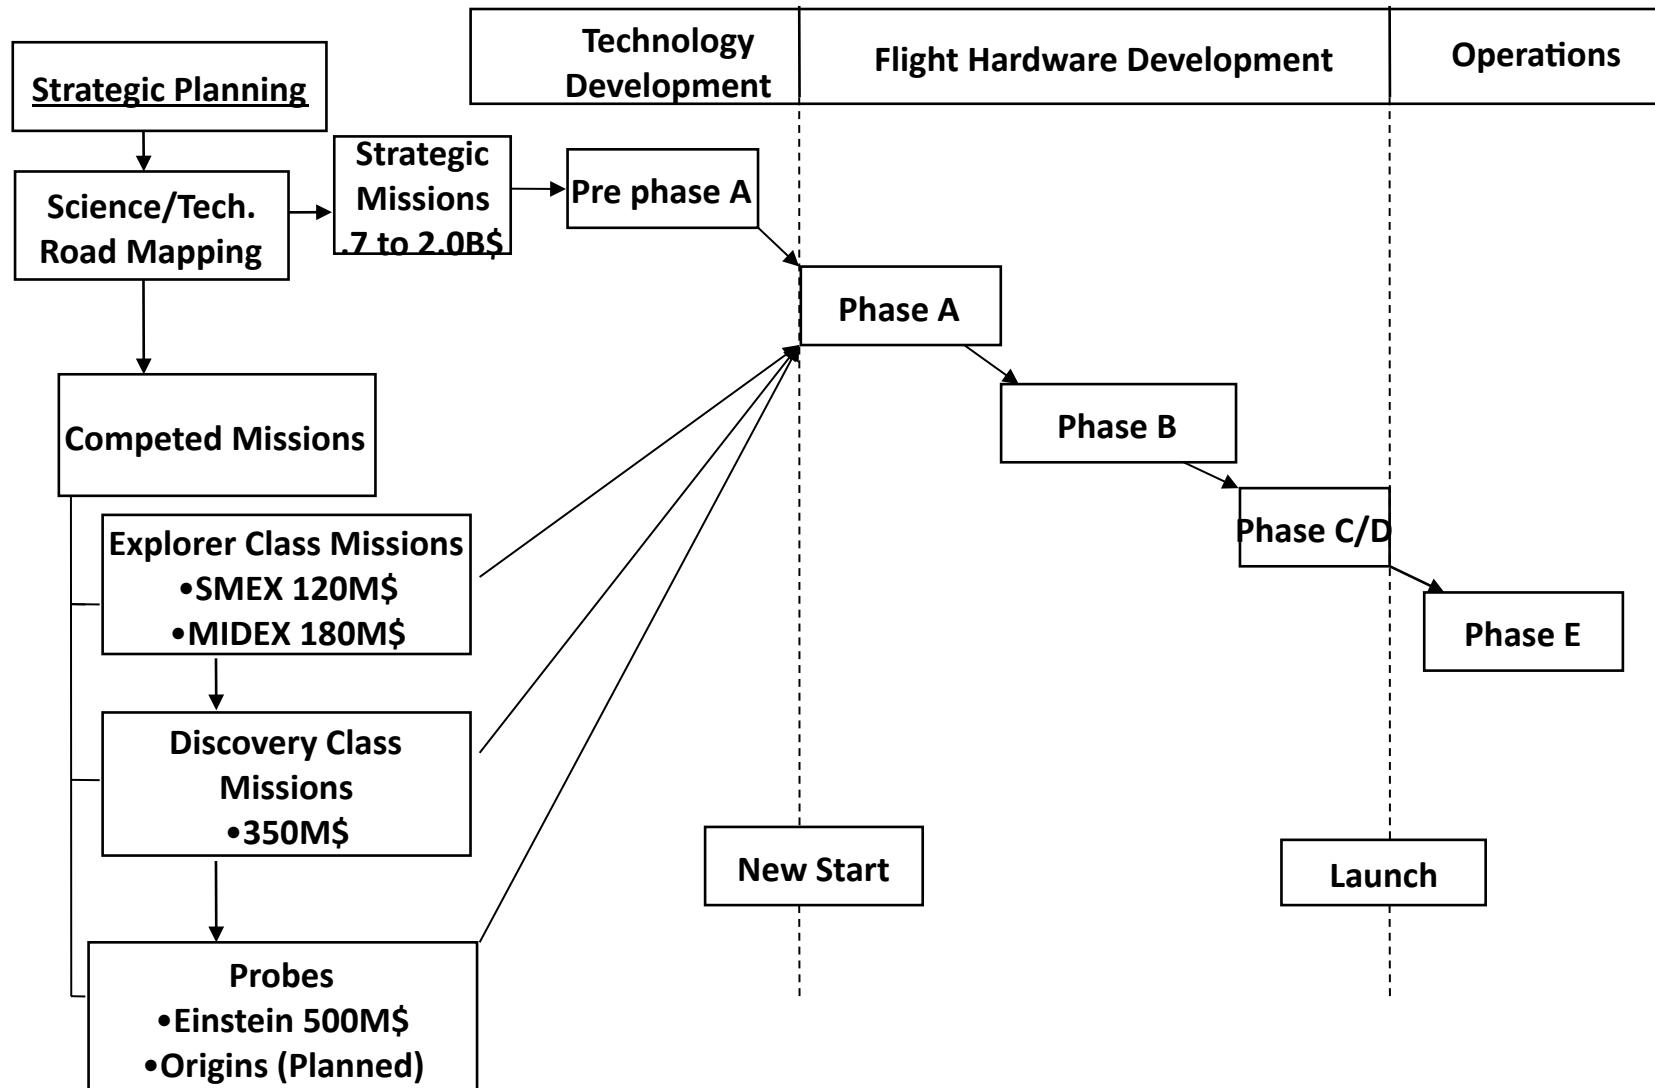 Technology
Development
Flight Hardware Development
Operations
Strategic Planning
Science/Tech.
Road Mapping
Strategic
Missions
.7 to 2.0B$
Pre phase A
Phase A
Competed Missions
Phase B
Explorer Class Missions
•SMEX 120M$
•MIDEX 180M$
Phase C/D
Phase E
Discovery Class
Missions
•350M$
New Start
Launch
Probes
•Einstein 500M$
•Origins (Planned)